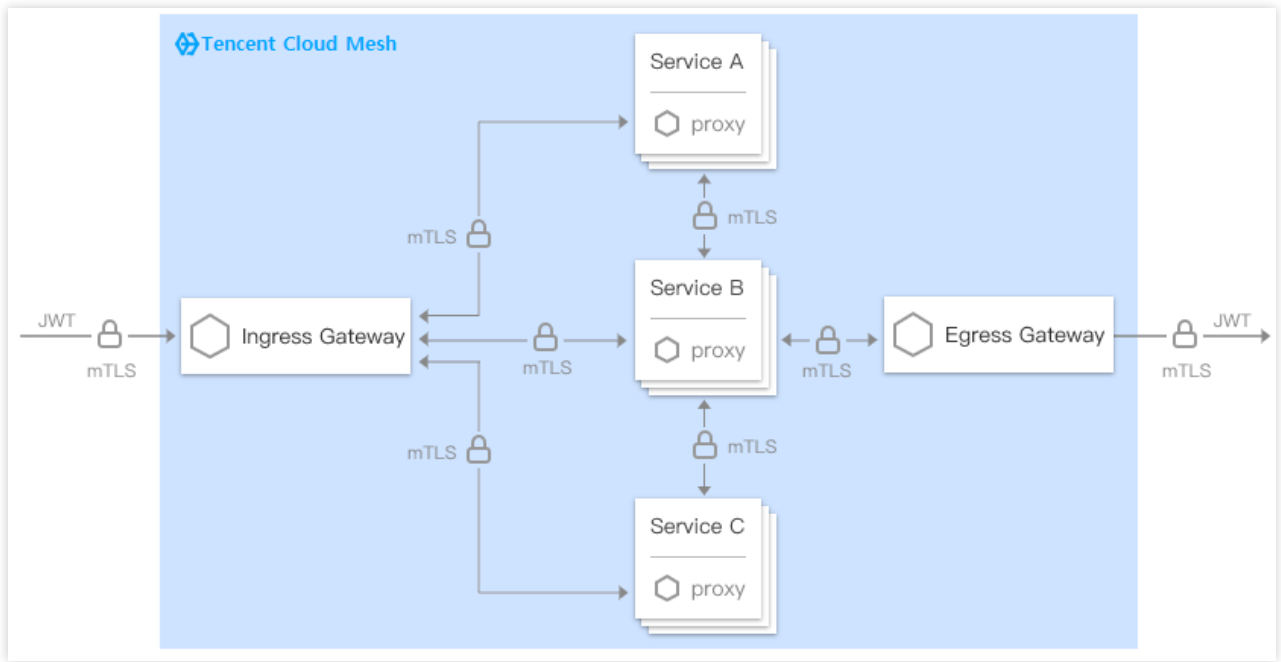 Tencent Cloud Mesh
Service A
proxy
mTLS
mTLS
Service B
proxy
JWT
mTLS
Ingress Gateway
mTLS
mTLS
Egress Gateway
JWT
mTLS
mTLS
mTLS
Service C
proxy